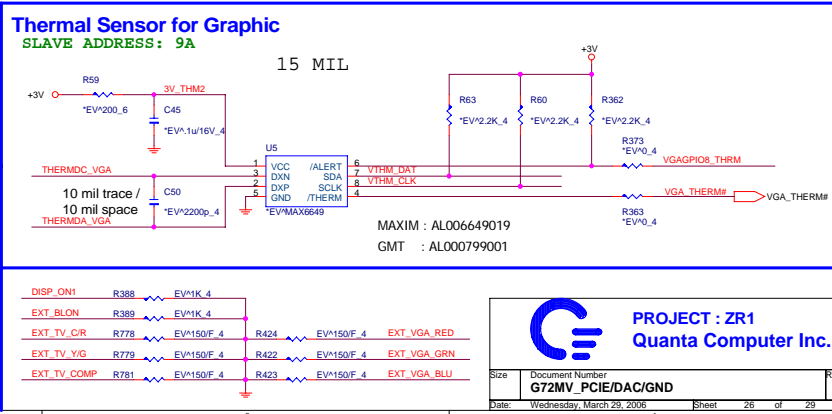 Thermal Sensor for Graphic
SLAVE ADDRESS: 9A
15 MIL
+3V
R59
3V_THM2
+3V
*EV^200_6
C45
*EV^.1u/16V_4
R63
R60
R362
*EV^2.2K_4
*EV^2.2K_4
*EV^2.2K_4
U5
R373
*EV^0_4
1 VCC /ALERT 6
3 DXN SDA 7
2 DXP SCLK 8
5 GND /THERM 4
VGAGPIO8_THRM
THERMDC_VGA
VTHM_DAT
VTHM_CLK
10 mil trace /
10 mil space
C50
*EV^2200p_4
THERMDA_VGA
*EV^MAX6649
VGA_THERM#
VGA_THERM#
R363
*EV^0_4
MAXIM : AL006649019
GMT : AL000799001
DISP_ON1 R388 EV^1K_4
EXT_BLON R389 EV^1K_4
EXT_TV_C/R R778 EV^150/F_4 R424 EV^150/F_4 EXT_VGA_RED
EXT_TV_Y/G R779 EV^150/F_4 R422 EV^150/F_4 EXT_VGA_GRN
EXT_TV_COMP R781 EV^150/F_4 R423 EV^150/F_4 EXT_VGA_BLU
PROJECT : ZR1
Quanta Computer Inc.
Size Document Number R
G72MV_PCIE/DAC/GND
Date: Wednesday, March 29, 2006 Sheet 26 of 29